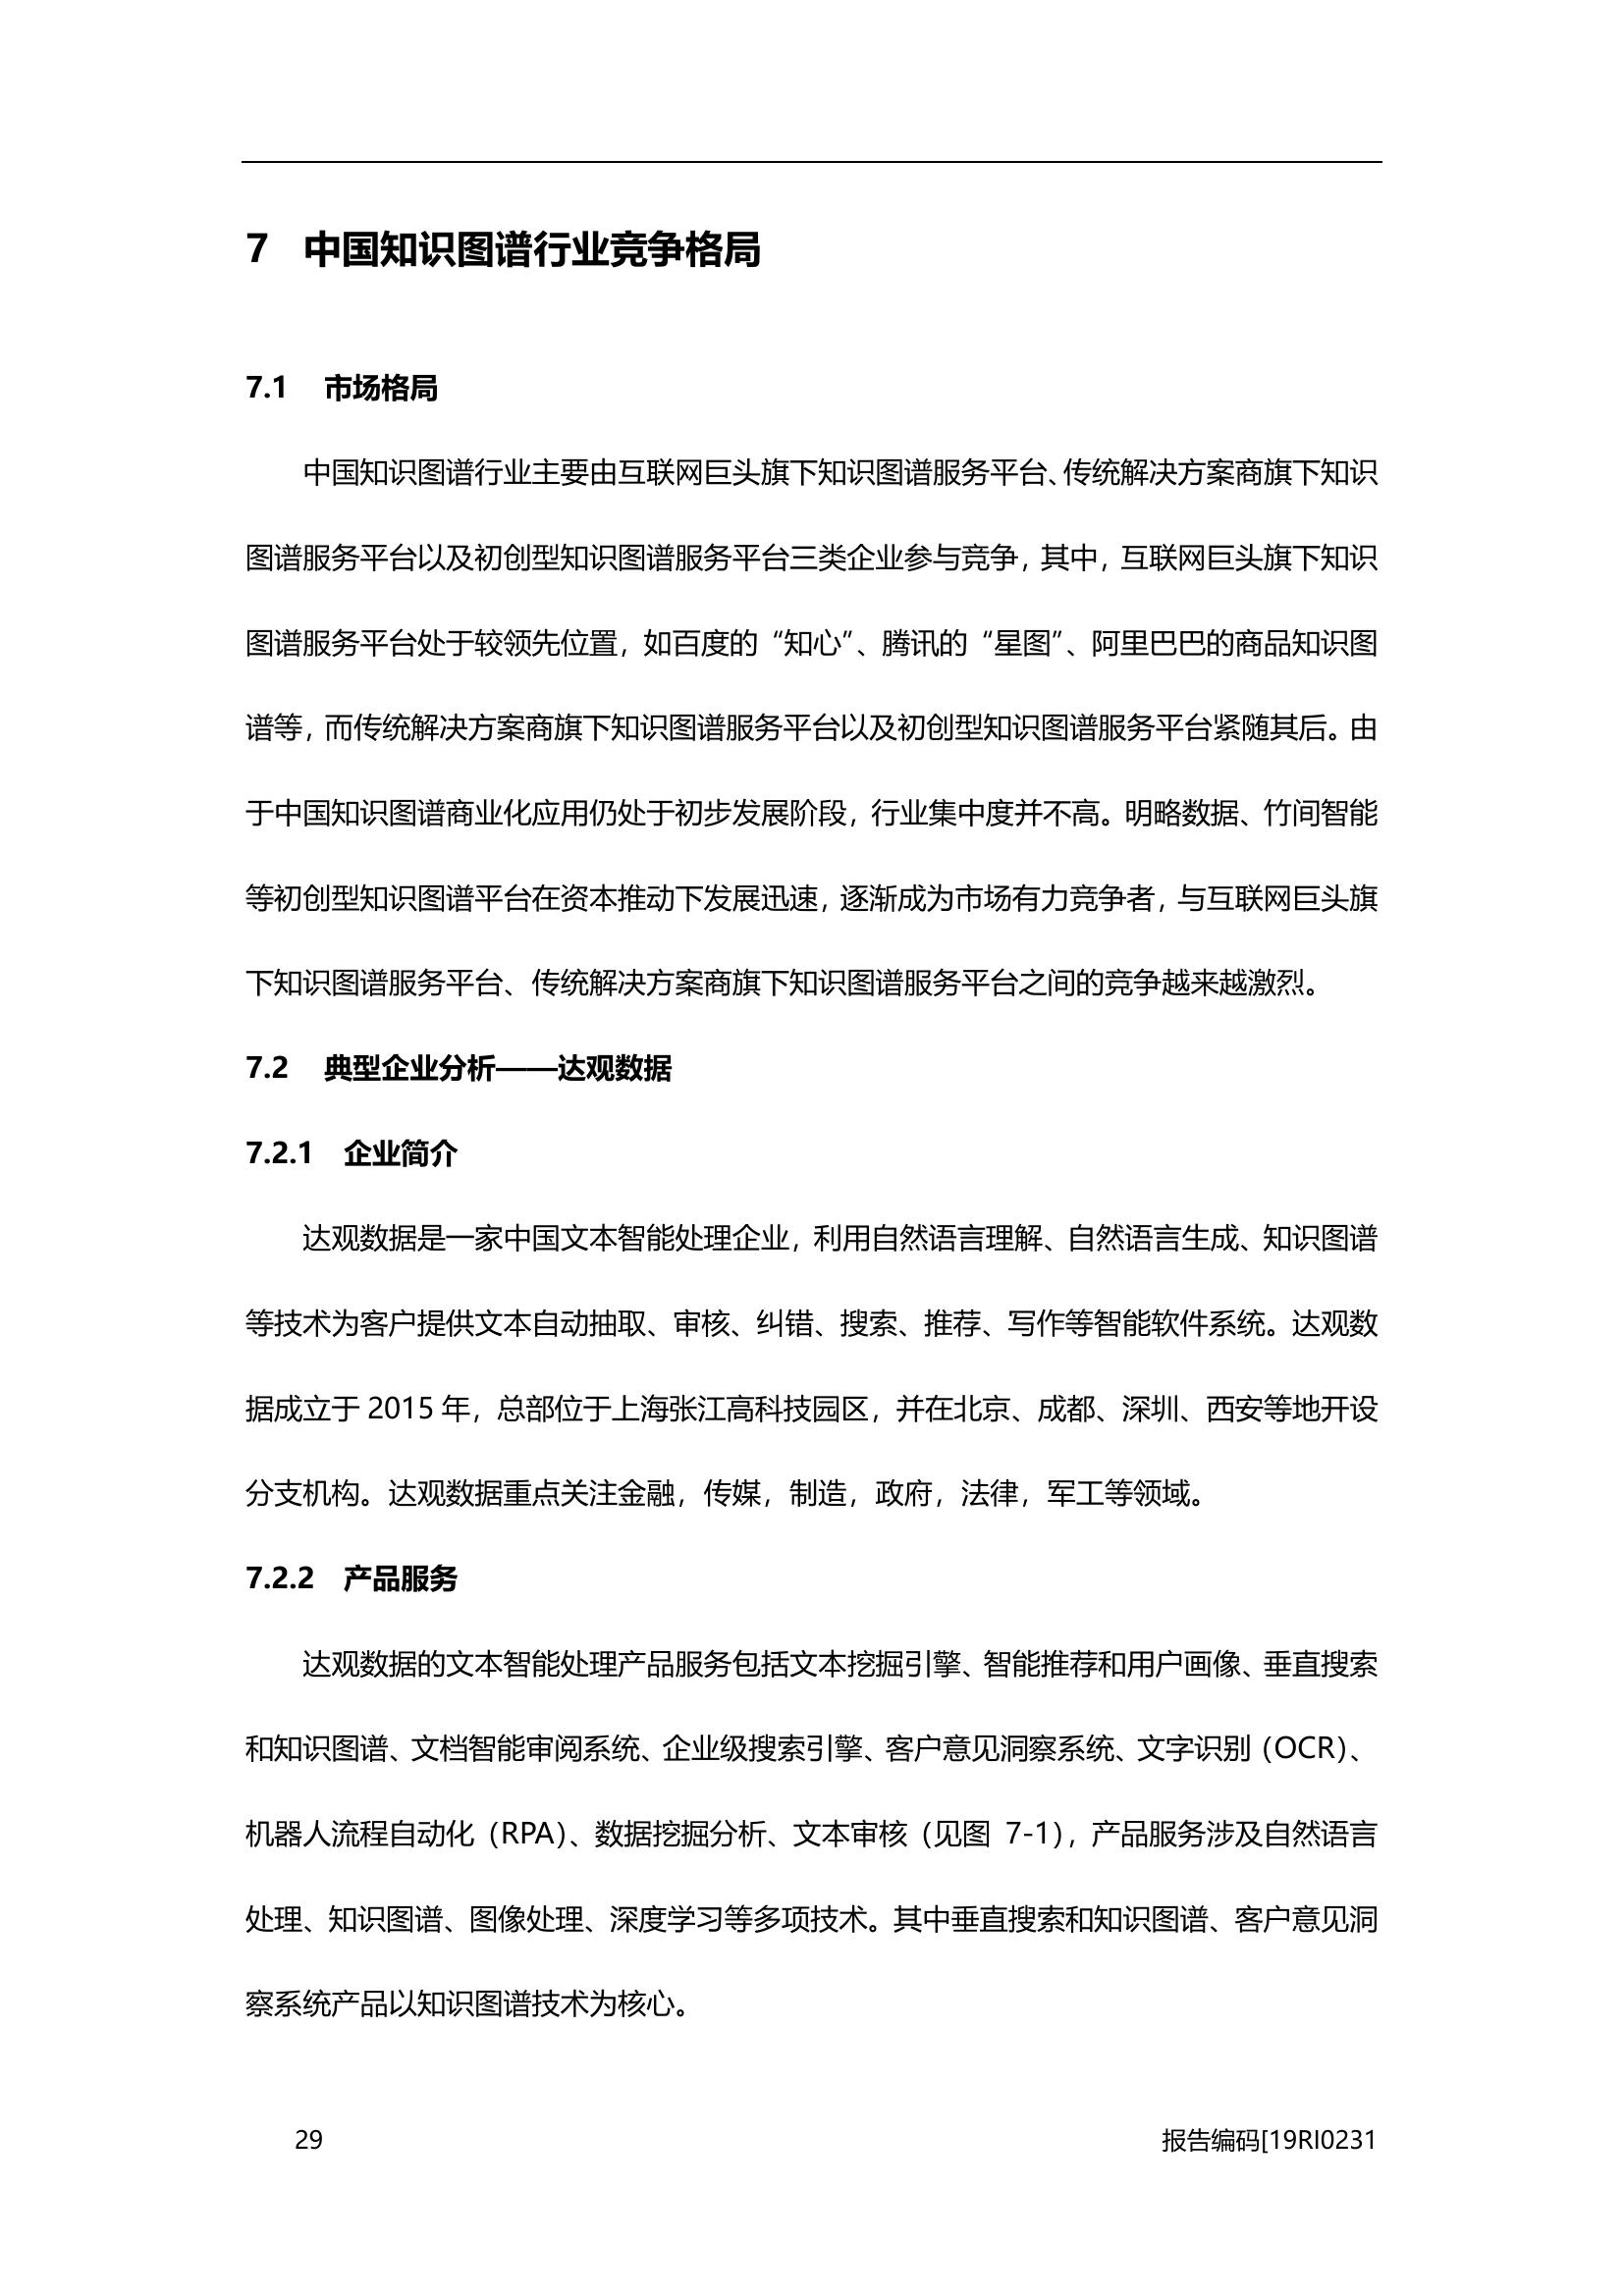 7 中国知识图谱行业竞争格局
7.1 市场格局
中国知识图谱行业主要由互联网巨头旗下知识图谱服务平台、传统解决方案商旗下知识
图谱服务平台以及初创型知识图谱服务平台三类企业参与竞争，其中，互联网巨头旗下知识
图谱服务平台处于较领先位置，如百度的“知心”、腾讯的“星图”、阿里巴巴的商品知识图
谱等，而传统解决方案商旗下知识图谱服务平台以及初创型知识图谱服务平台紧随其后。由
于中国知识图谱商业化应用仍处于初步发展阶段，行业集中度并不高。明略数据、竹间智能
等初创型知识图谱平台在资本推动下发展迅速，逐渐成为市场有力竞争者，与互联网巨头旗
下知识图谱服务平台、传统解决方案商旗下知识图谱服务平台之间的竞争越来越激烈。
7.2 典型企业分析——达观数据
7.2.1 企业简介
达观数据是一家中国文本智能处理企业，利用自然语言理解、自然语言生成、知识图谱
等技术为客户提供文本自动抽取、审核、纠错、搜索、推荐、写作等智能软件系统。达观数
据成立于 2015 年，总部位于上海张江高科技园区，并在北京、成都、深圳、西安等地开设
分支机构。达观数据重点关注金融，传媒，制造，政府，法律，军工等领域。
7.2.2 产品服务
达观数据的文本智能处理产品服务包括文本挖掘引擎、智能推荐和用户画像、垂直搜索
和知识图谱、文档智能审阅系统、企业级搜索引擎、客户意见洞察系统、文字识别（OCR）、
机器人流程自动化（RPA）、数据挖掘分析、文本审核（见图 7-1），产品服务涉及自然语言
处理、知识图谱、图像处理、深度学习等多项技术。其中垂直搜索和知识图谱、客户意见洞
察系统产品以知识图谱技术为核心。
29 报告编码[19RI0231